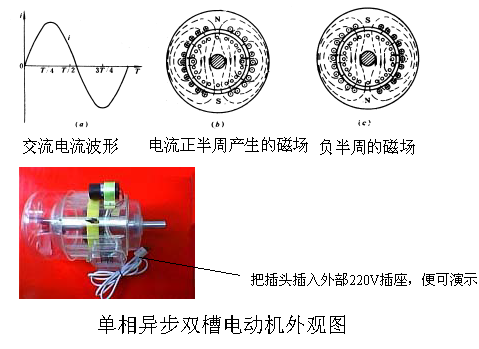 i
i
0
T/4 T/2 3T/4 T
(a)
N
S
(b)
S
N
(c)
交流电流波形
电流正半周产生的磁场
负半周的磁场
把插头插入外部220V插座，便可演示
单相异步双槽电动机外观图